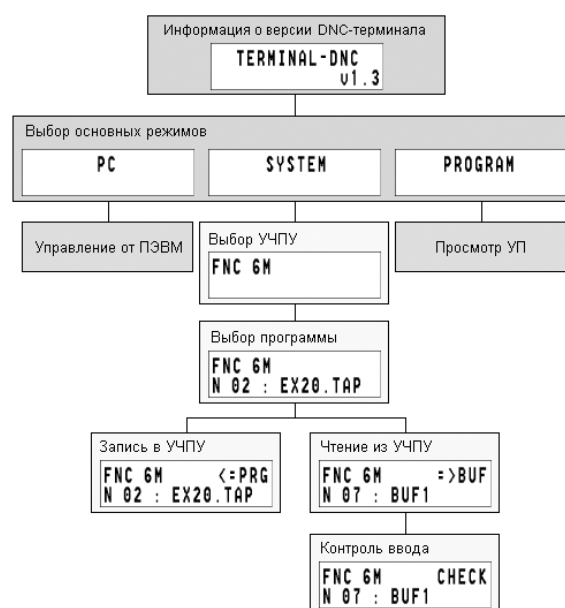 Информация о версии DNC-терминала
TERMINAL-DNC
v1.3
Выбор основных режимов
PC
SYSTEM
PROGRAM
Управление от ПЭВМ
Выбор УЧПУ
FNC 6M
Просмотр УП
Выбор программы
FNC 6M
N 02 : EX20.TAP
Запись в УЧПУ
FNC 6M <=PRG
N 02 : EX20.TAP
Чтение из УЧПУ
FNC 6M =>BUF
N 07 : BUF1
Контроль ввода
FNC 6M CHECK
N 07 : BUF1